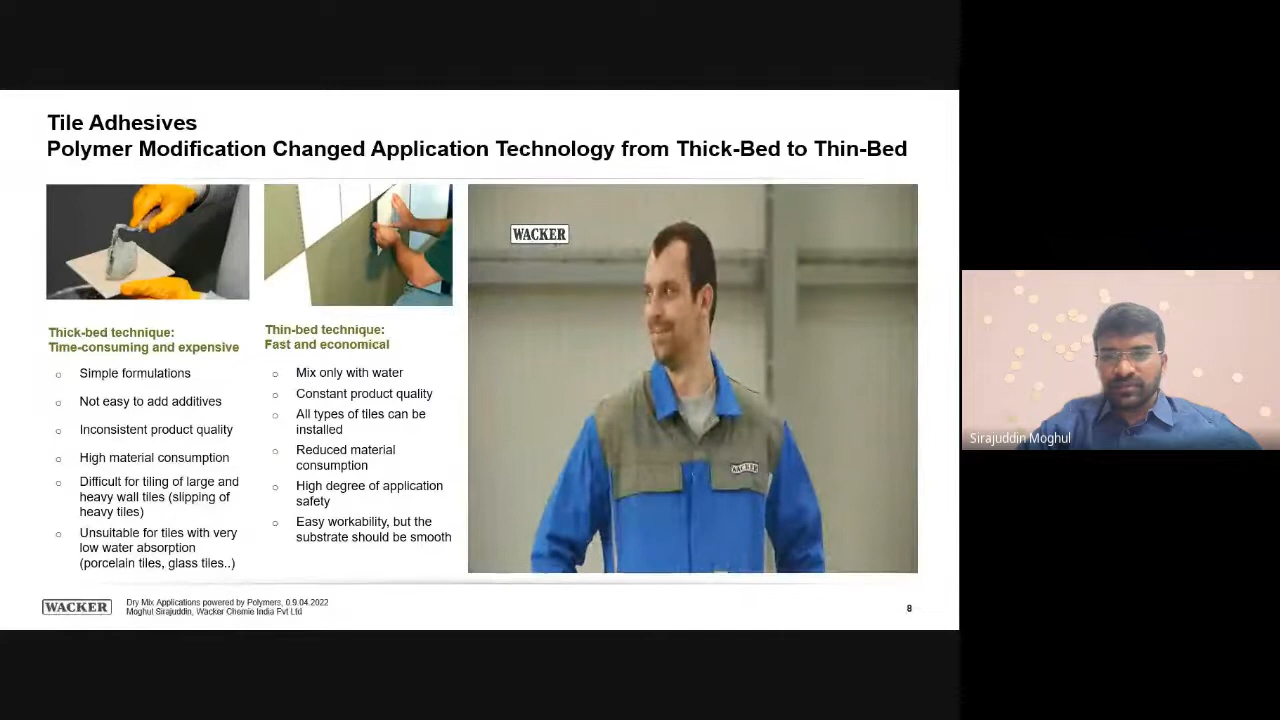 Tile Adhesives
Polymer Modification Changed Application Technology from Thick-Bed to Thin-Bed
WACKER
Thick-bed technique:
Time-consuming and expensive
Simple formulations
Not easy to add additives
Inconsistent product quality
High material consumption
Difficult for tiling of large and
heavy wall tiles (slipping of
heavy tiles)
Unsuitable for tiles with very
low water absorption
(porcelain tiles, glass tiles..)
Thin-bed technique:
Fast and economical
Mix only with water
Constant product quality
All types of tiles can be
installed
Reduced material
consumption
High degree of application
safety
Easy workability, but the
substrate should be smooth
WACKER
WACKER
Dry Mix Applications powered by Polymers, 0.9.04.2022
Moghul Sirajuddin, Wacker Chemie India Pvt Ltd
8
Sirajuddin Moghul